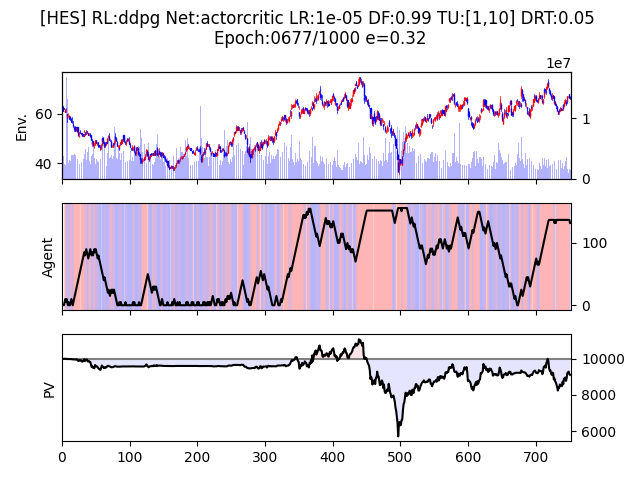 [HES] RL:ddpg Net:actorcritic LR:1e-05 DF:0.99 TU:[1,10] DRT:0.05
Epoch:0677/1000 e=0.32
1e7
Env.
60
40
1
0
Agent
100
0
PV
10000
8000
6000
0 100 200 300 400 500 600 700